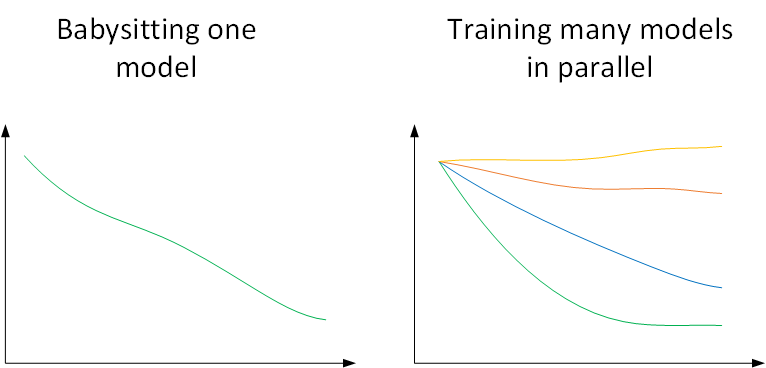 Babysitting one
model
Training many models
in parallel